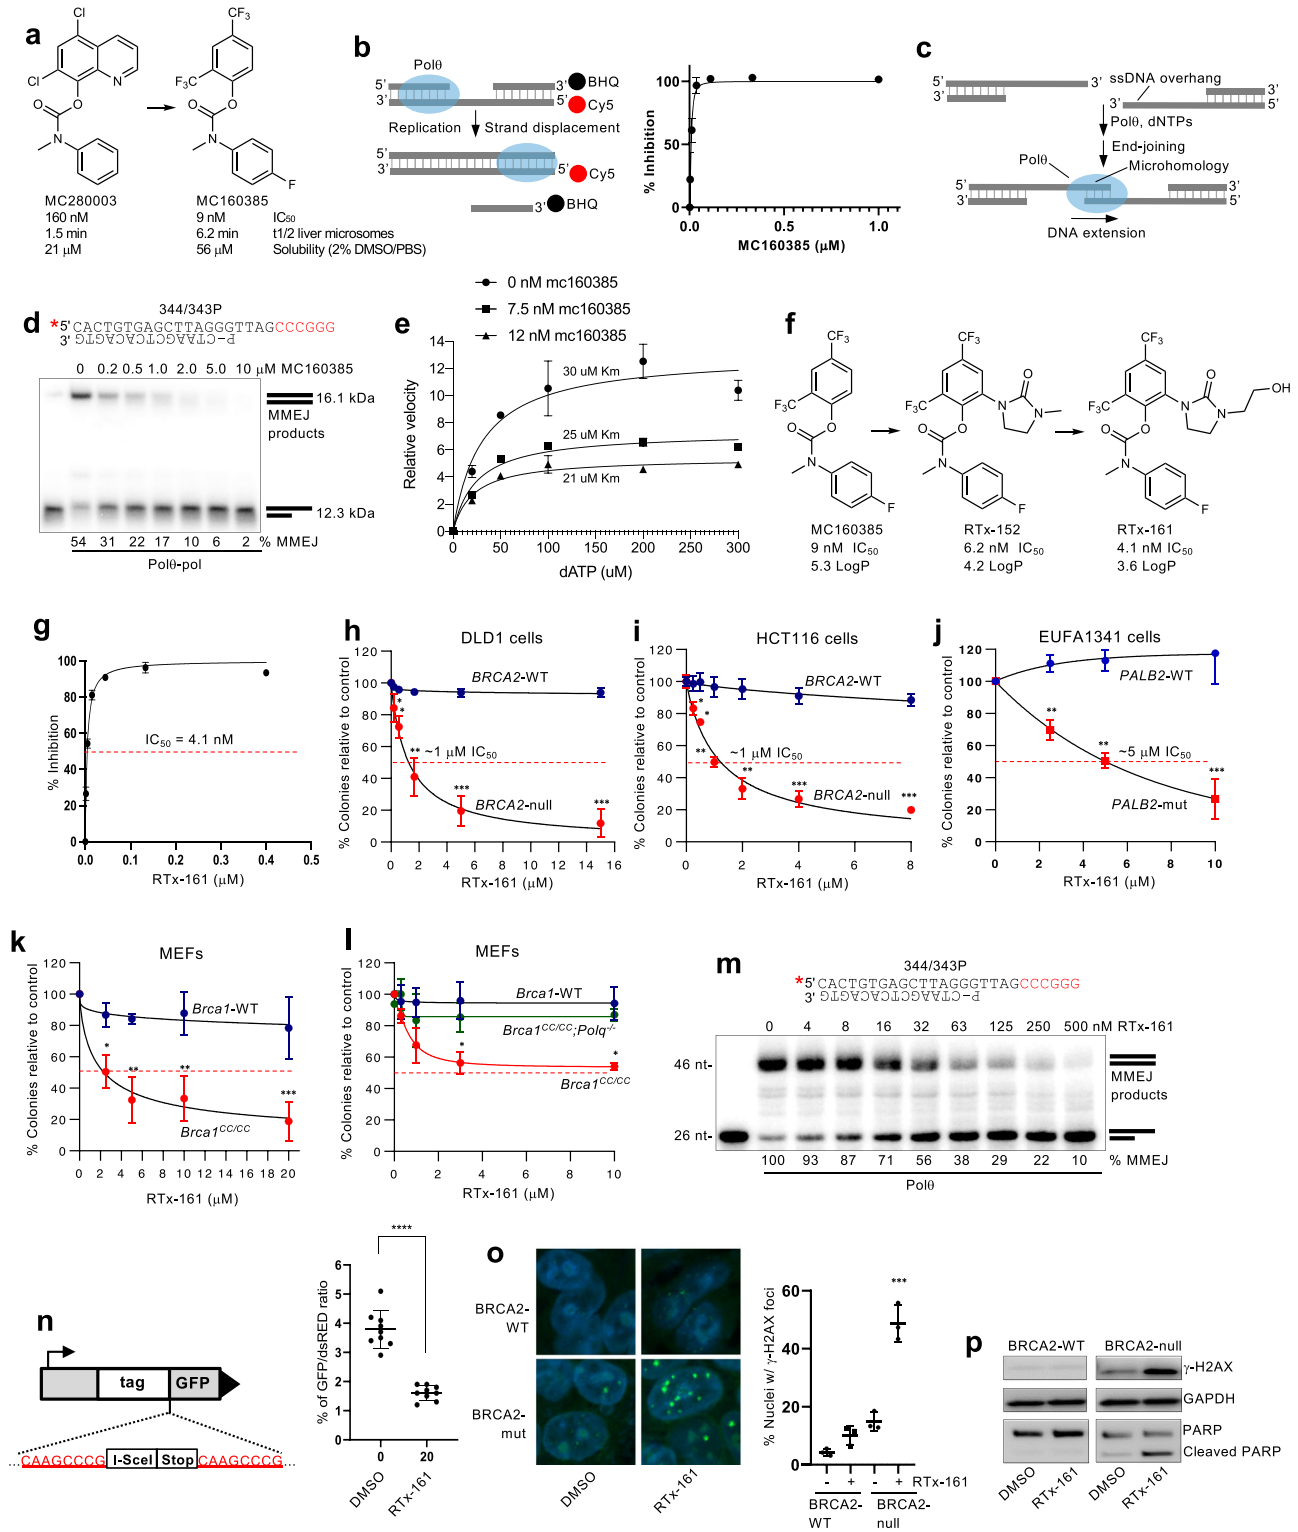 a
Cl
Cl
N
O
O
N
MC280003
160 nM
1.5 min
21 μM
CF₃
CF₃
O
O
N
F
MC160385
9 nM IC₅₀
6.2 min t1/2 liver microsomes
56 μM Solubility (2% DMSO/PBS)
b
Polθ
5' 3' BHQ
3' 5' Cy5
Replication Strand displacement
5'
3' 5' Cy5
3' BHQ
% Inhibition
100
50
0
0.0 0.5 1.0
MC160385 (μM)
c
5' 3' ssDNA overhang
3' 3' 5'
Polθ, dNTPs
End-joining
Polθ Microhomology
5' 3'
3' 5'
DNA extension
d
344/343P
*5' CACTGTGAGCTTAGGGTTAGCCCGGG
3' GTGACACTCGAATC-P
0 0.2 0.5 1.0 2.0 5.0 10 μM MC160385
16.1 kDa
MMEJ
products
12.3 kDa
54 31 22 17 10 6 2 % MMEJ
Polθ-pol
e
0 nM mc160385
7.5 nM mc160385
12 nM mc160385
Relative velocity
14
12
10
8
6
4
2
0
30 uM Km
25 uM Km
21 uM Km
0 50 100 150 200 250 300
dATP (uM)
f
CF₃
CF₃
O
O
N
F
MC160385
9 nM IC₅₀
5.3 LogP
CF₃
O
CF₃ N N
O
O
N
F
RTx-152
6.2 nM IC₅₀
4.2 LogP
CF₃
O
OH
CF₃ N N
O
O
N
F
RTx-161
4.1 nM IC₅₀
3.6 LogP
g
% Inhibition
100
80
60
40
20
0
IC₅₀ = 4.1 nM
0.0 0.1 0.2 0.3 0.4 0.5
RTx-161 (μM)
h
DLD1 cells
% Colonies relative to control
120
100
80
60
40
20
0
BRCA2-WT
*
*
**
~1 μM IC₅₀
***
BRCA2-null
***
0 2 4 6 8 10 12 14 16
RTx-161 (μM)
i
HCT116 cells
% Colonies relative to control
120
100
80
60
40
20
0
BRCA2-WT
*
*
**
~1 μM IC₅₀
**
***
BRCA2-null
***
0 2 4 6 8
RTx-161 (μM)
j
EUFA1341 cells
% Colonies relative to control
120
100
80
60
40
20
0
PALB2-WT
**
**
~5 μM IC₅₀
***
PALB2-mut
0 2 4 6 8 10
RTx-161 (μM)
k
MEFs
% Colonies relative to control
120
100
80
60
40
20
0
Brca1-WT
*
**
**
***
Brca1^CC/CC
0 2 4 6 8 10 12 14 16 18 20
RTx-161 (μM)
l
MEFs
% Colonies relative to control
120
100
80
60
40
20
0
Brca1-WT
Brca1^CC/CC;Polq^-/-
*
*
Brca1^CC/CC
0 2 4 6 8 10
RTx-161 (μM)
m
344/343P
*5' CACTGTGAGCTTAGGGTTAGCCCGGG
3' GTGACACTCGAATC-P
0 4 8 16 32 63 125 250 500 nM RTx-161
46 nt-
MMEJ
products
26 nt-
100 93 87 71 56 38 29 22 10 % MMEJ
Polθ
n
tag GFP
...CAAGCCCG I-SceI Stop CAAGCCCG...
****
% of GFP/dsRED ratio
6
5
4
3
2
1
0
0 20
DMSO
RTx-161
o
BRCA2-
WT
BRCA2-
mut
DMSO
RTx-161
% Nuclei w/ γ-H2AX foci
60
40
20
0
***
- + - + RTx-161
BRCA2-
WT
BRCA2-
null
p
BRCA2-WT BRCA2-null
γ-H2AX
GAPDH
PARP
Cleaved PARP
DMSO
RTx-161
DMSO
RTx-161